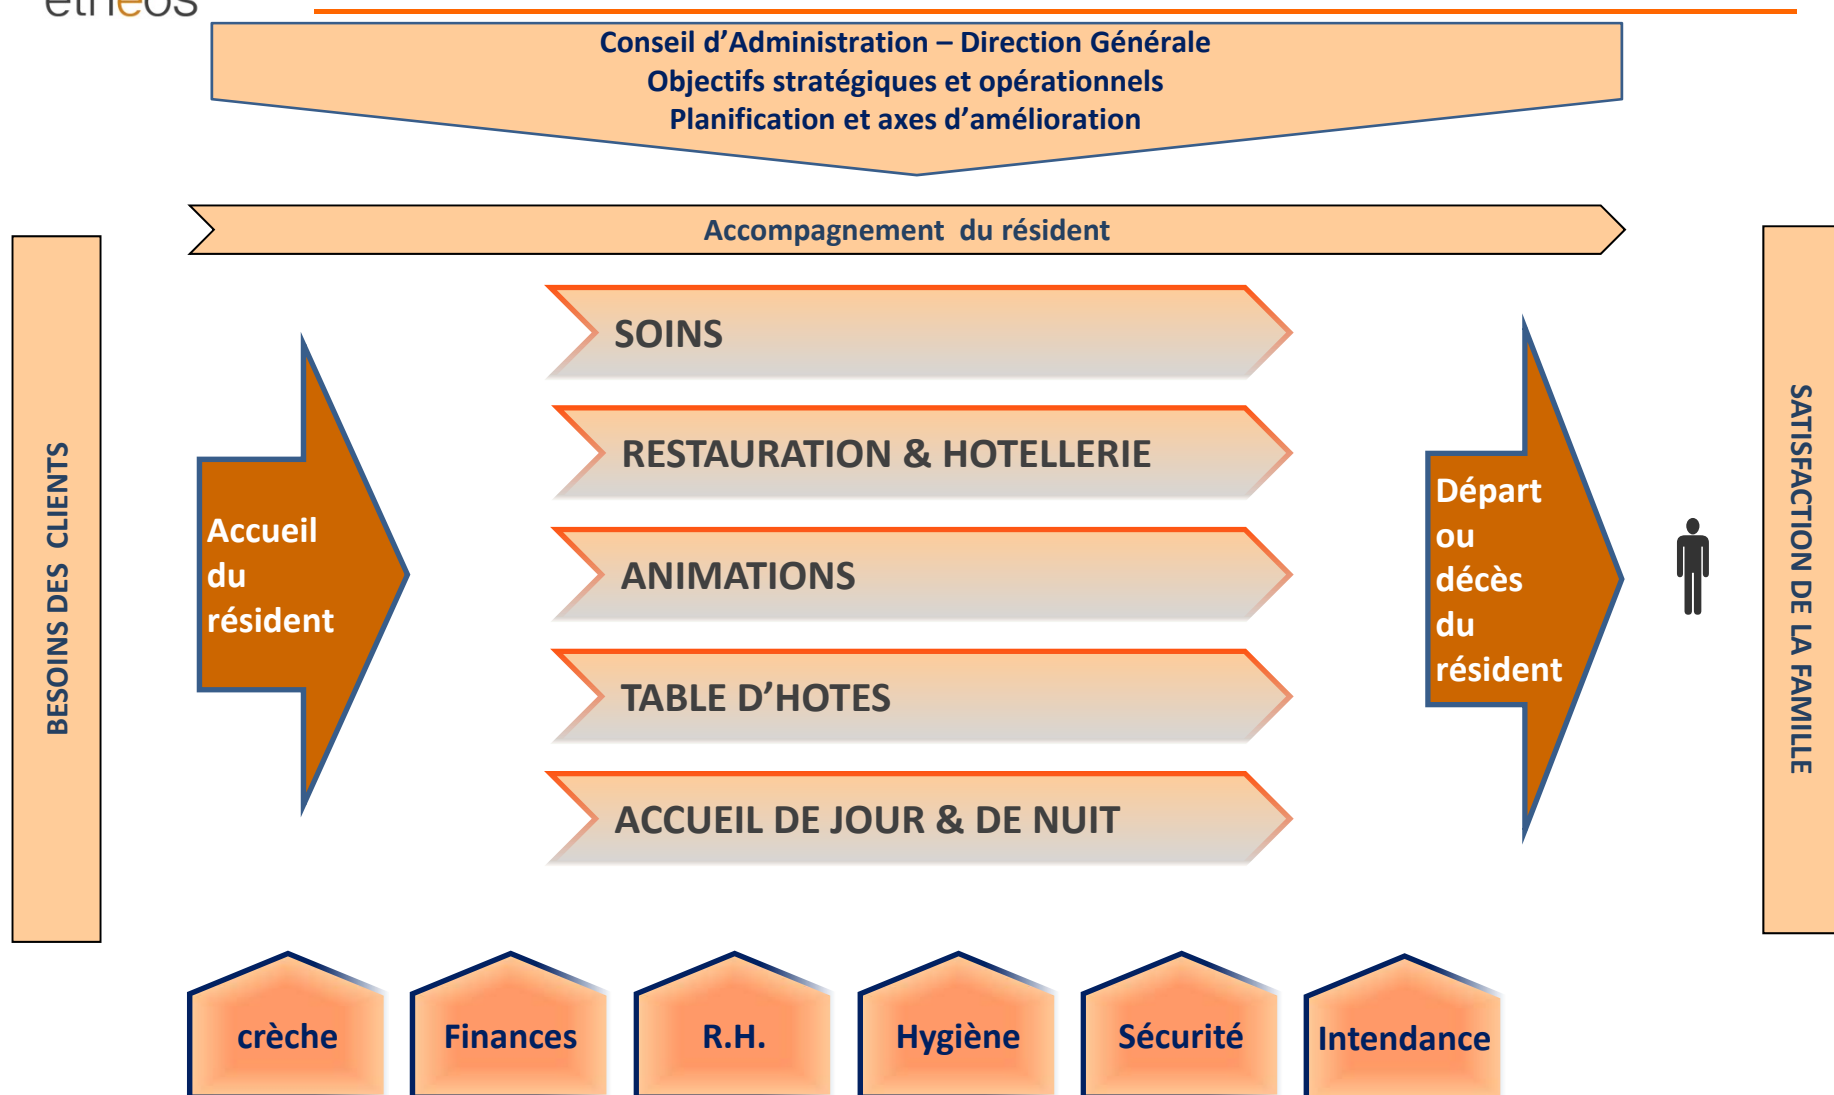 etheos
Conseil d’Administration – Direction Générale
Objectifs stratégiques et opérationnels
Planification et axes d’amélioration
Accompagnement du résident
BESOINS DES CLIENTS
Accueil
du
résident
SOINS
RESTAURATION & HOTELLERIE
ANIMATIONS
TABLE D’HOTES
ACCUEIL DE JOUR & DE NUIT
Départ
ou
décès
du
résident
SATISFACTION DE LA FAMILLE
crèche
Finances
R.H.
Hygiène
Sécurité
Intendance